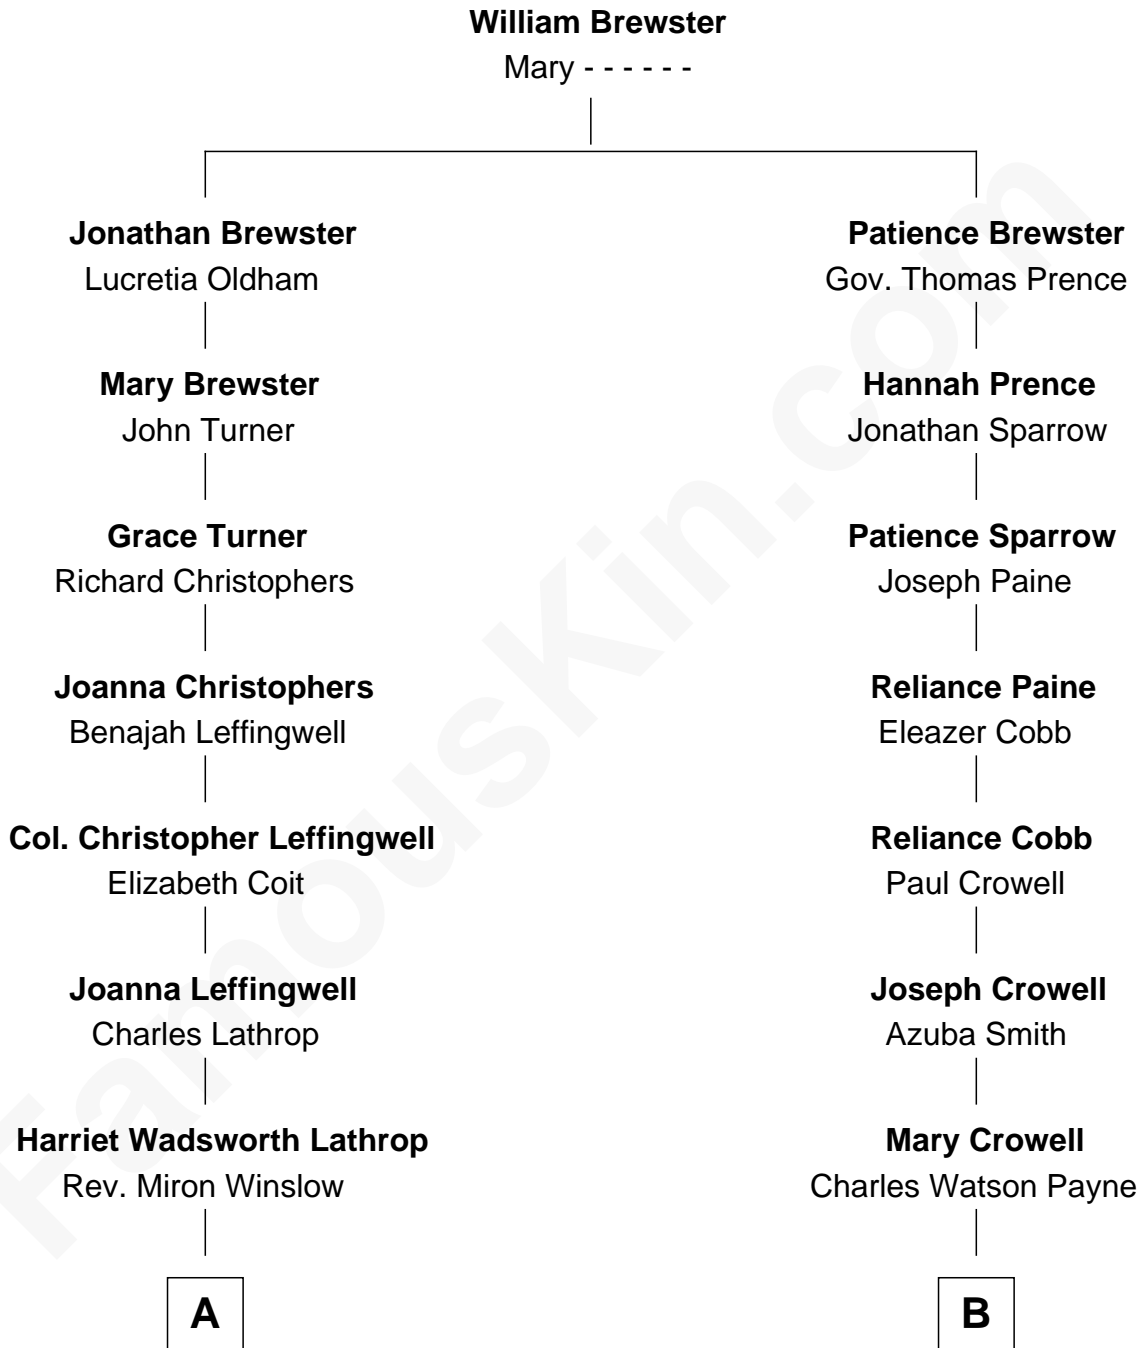 William Brewster
Mary - - - - - -
Jonathan Brewster
Lucretia Oldham
Patience Brewster
Gov. Thomas Prence
Mary Brewster
John Turner
Hannah Prence
Jonathan Sparrow
Grace Turner
Richard Christophers
Patience Sparrow
Joseph Paine
Joanna Christophers
Benajah Leffingwell
Reliance Paine
Eleazer Cobb
Col. Christopher Leffingwell
Elizabeth Coit
Reliance Cobb
Paul Crowell
Joanna Leffingwell
Charles Lathrop
Joseph Crowell
Azuba Smith
Harriet Wadsworth Lathrop
Rev. Miron Winslow
Mary Crowell
Charles Watson Payne
A
B
FamousKin.com